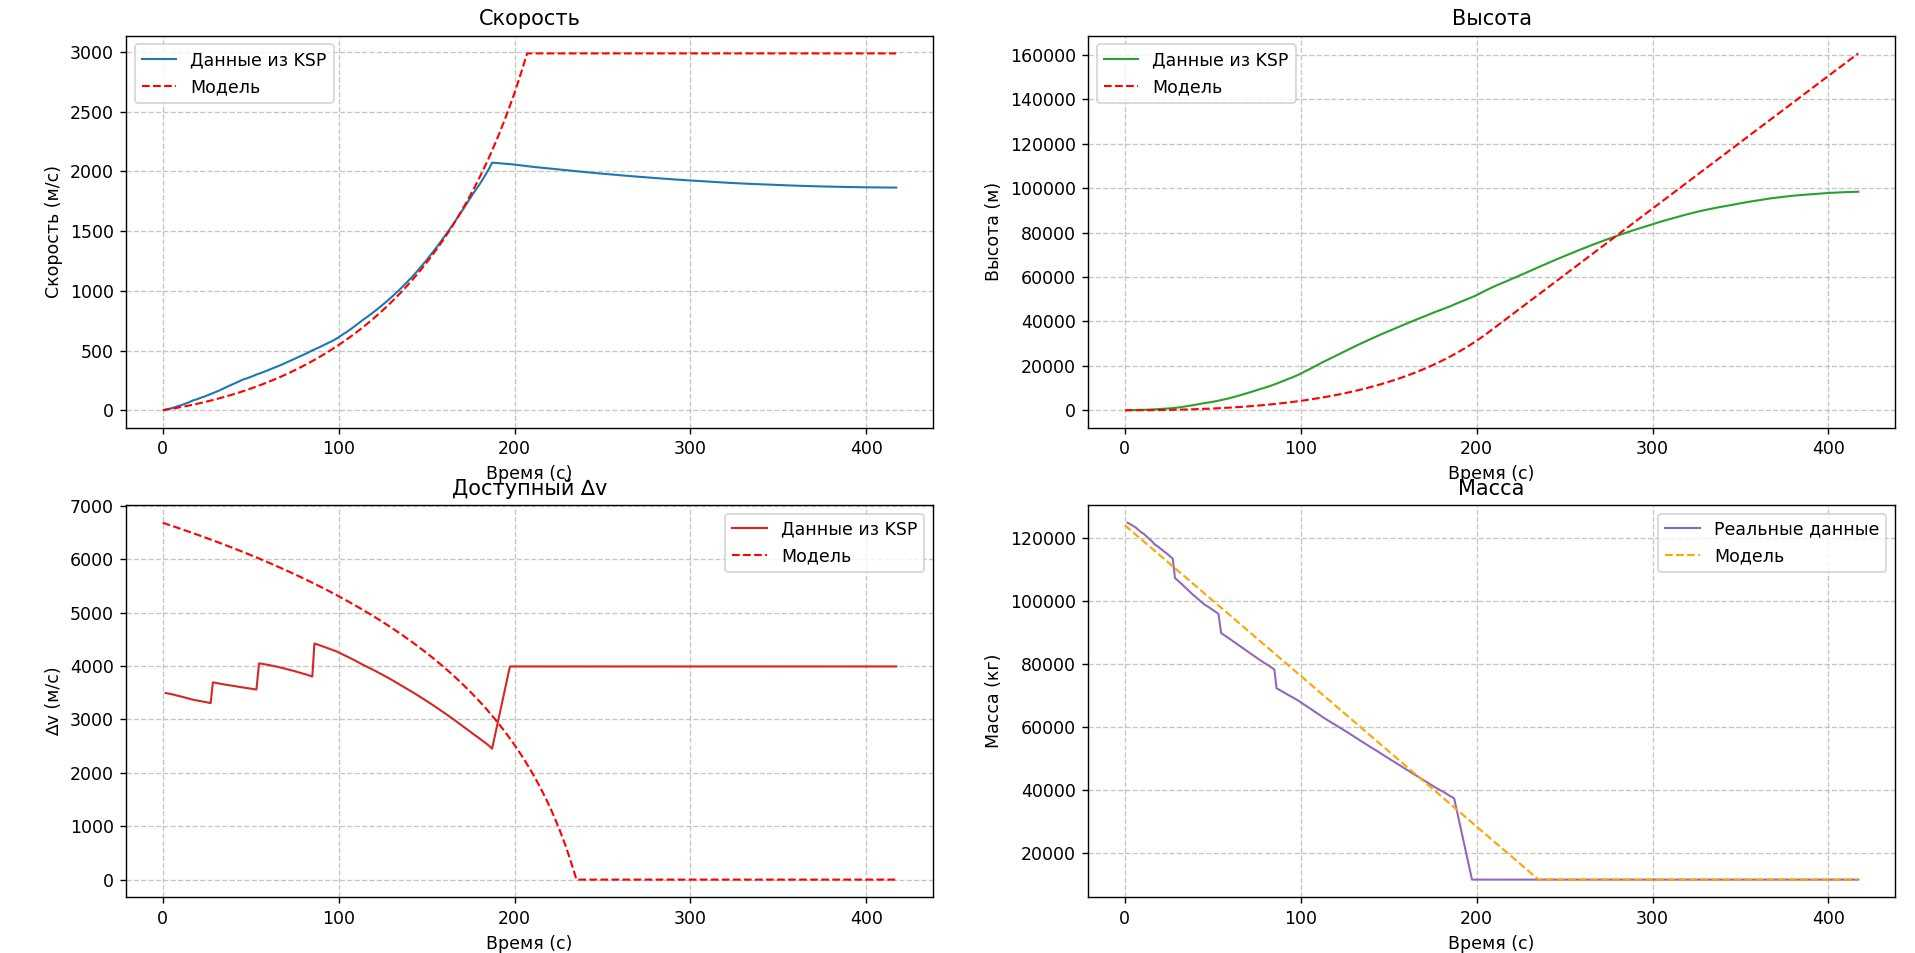 Скорость
3000
2500
2000
1500
1000
500
0
Скорость (м/с)
Данные из KSP
Модель
0 100 200 300 400
Время (с)
Высота
160000
140000
120000
100000
80000
60000
40000
20000
0
Высота (м)
Данные из KSP
Модель
0 100 200 300 400
Время (с)
Доступный Δv
7000
6000
5000
4000
3000
2000
1000
0
Δv (м/с)
Данные из KSP
Модель
0 100 200 300 400
Время (с)
Масса
120000
100000
80000
60000
40000
20000
Масса (кг)
Реальные данные
Модель
0 100 200 300 400
Время (с)